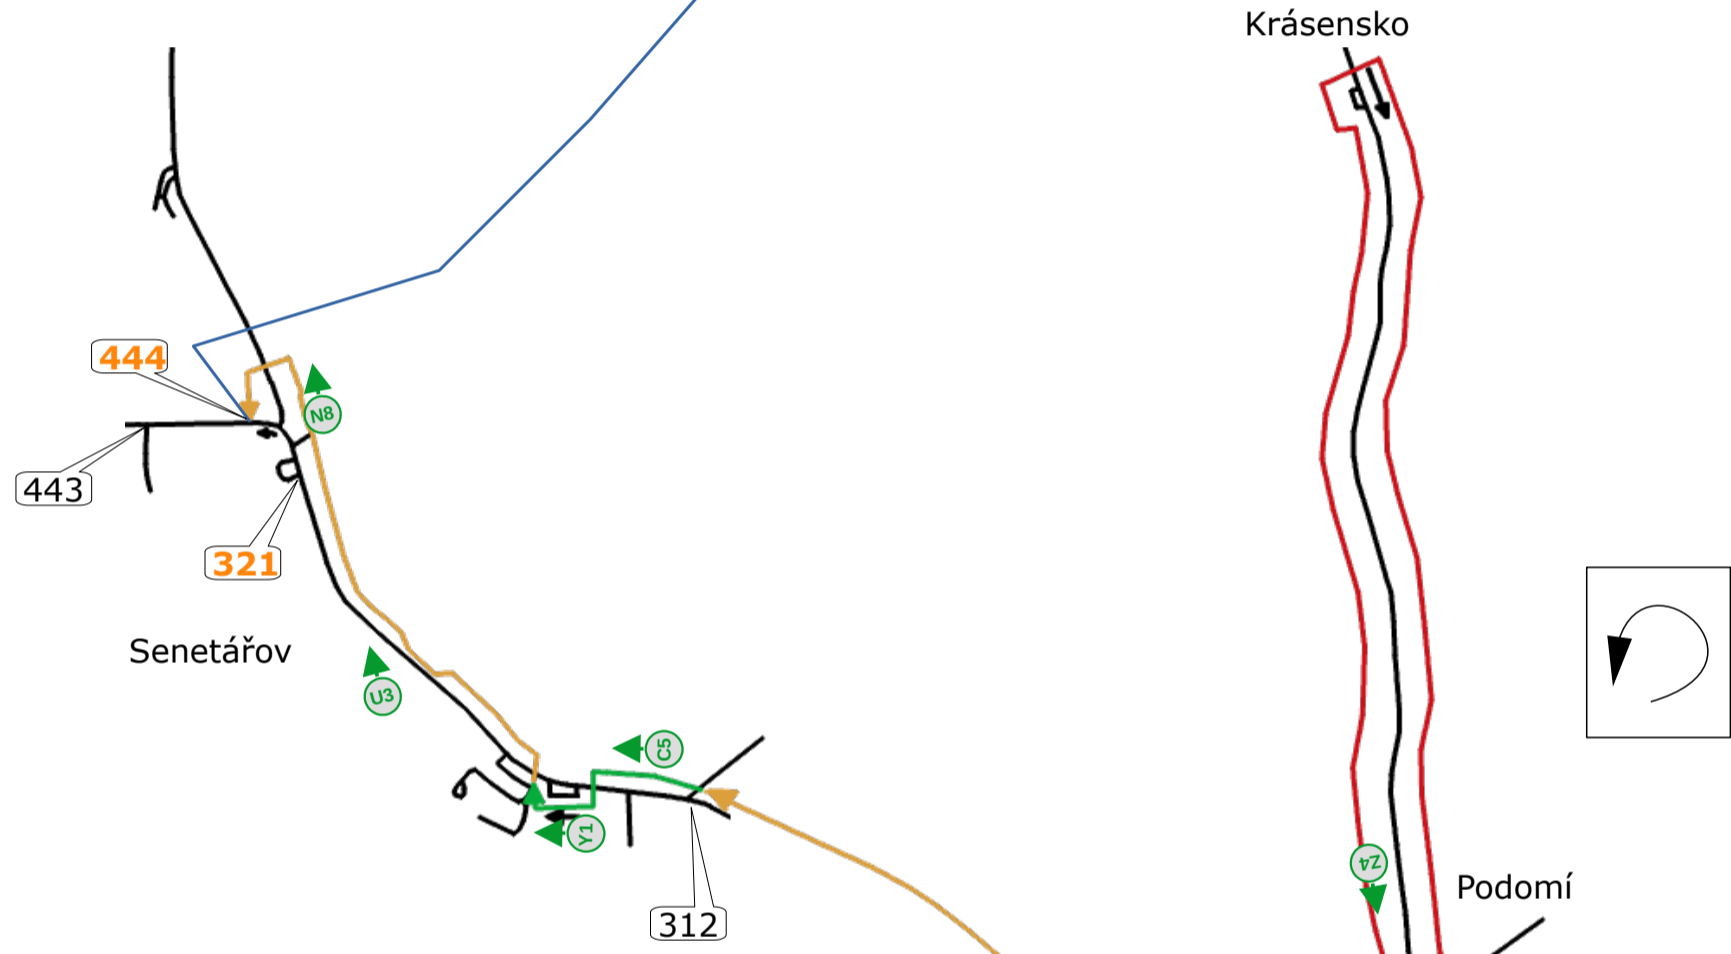 Krásensko
444
N8
443
321
Senetářov
U3
C5
Y1
Z4
Podomí
312